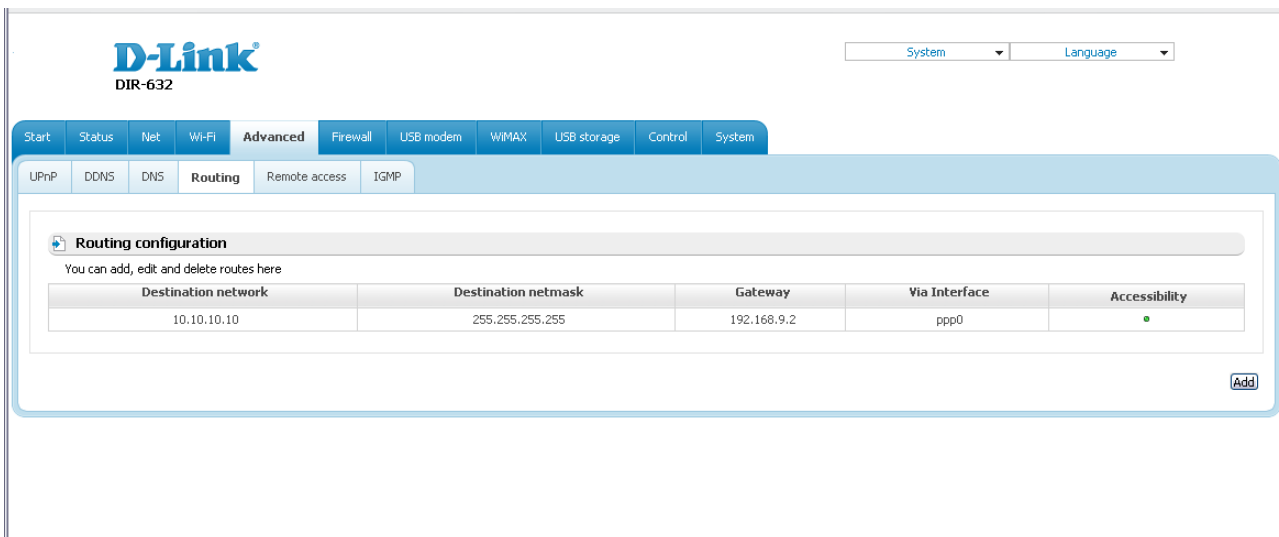 D-Link®
DIR-632
System Language
Start Status Net Wi-Fi Advanced Firewall USB modem WiMAX USB storage Control System
UPnP DDNS DNS Routing Remote access IGMP
Routing configuration
You can add, edit and delete routes here
Destination network Destination netmask Gateway Via Interface Accessibility
10.10.10.10 255.255.255.255 192.168.9.2 ppp0
Add